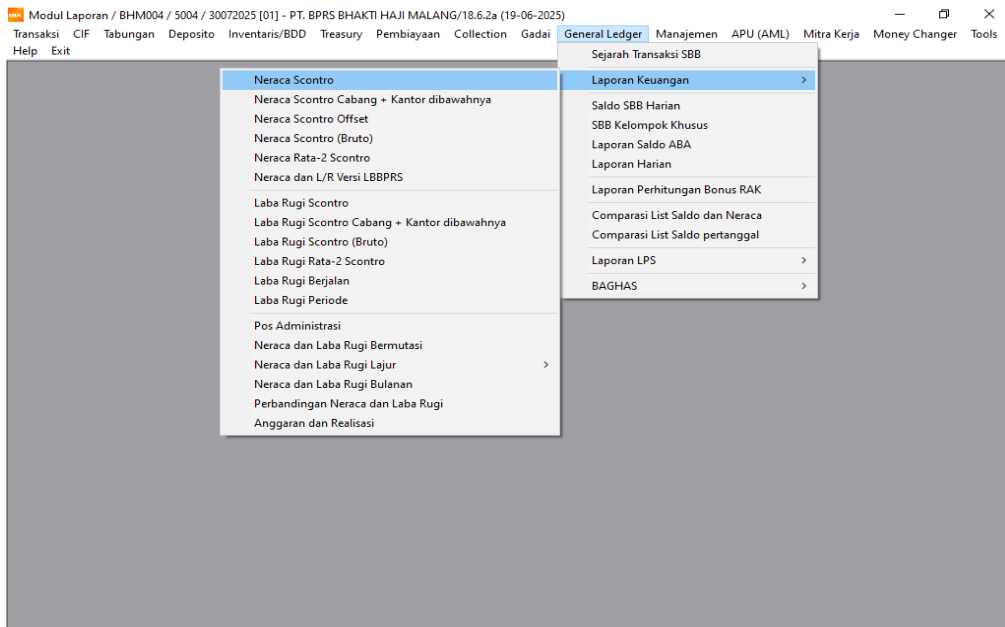 IBA Modul Laporan / BHM004 / 5004 / 30072025 [01] - PT. BPRS BHAKTI HAJI MALANG/18.6.2a (19-06-2025)
Transaksi CIF Tabungan Deposito Inventaris/BDD Treasury Pembiayaan Collection Gadai General Ledger Manajemen APU (AML) Mitra Kerja Money Changer Tools
Help Exit
Sejarah Transaksi SBB
Laporan Keuangan
Saldo SBB Harian
SBB Kelompok Khusus
Laporan Saldo ABA
Laporan Harian
Laporan Perhitungan Bonus RAK
Comparasi List Saldo dan Neraca
Comparasi List Saldo pertanggal
Laporan LPS
BAGHAS
Neraca Scontro
Neraca Scontro Cabang + Kantor dibawahnya
Neraca Scontro Offset
Neraca Scontro (Bruto)
Neraca Rata-2 Scontro
Neraca dan L/R Versi LBBPRS
Laba Rugi Scontro
Laba Rugi Scontro Cabang + Kantor dibawahnya
Laba Rugi Scontro (Bruto)
Laba Rugi Rata-2 Scontro
Laba Rugi Berjalan
Laba Rugi Periode
Pos Administrasi
Neraca dan Laba Rugi Bermutasi
Neraca dan Laba Rugi Lajur
Neraca dan Laba Rugi Bulanan
Perbandingan Neraca dan Laba Rugi
Anggaran dan Realisasi